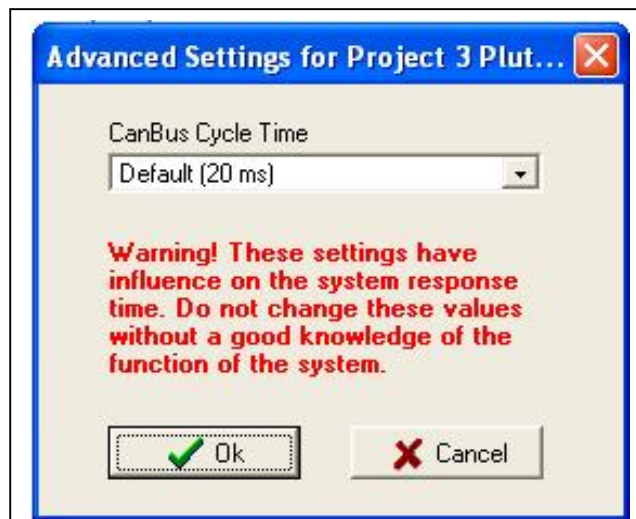 Advanced Settings for Project 3 Plut...
CanBus Cycle Time
Default (20 ms)
Warning! These settings have
influence on the system response
time. Do not change these values
without a good knowledge of the
function of the system.
Ok
Cancel